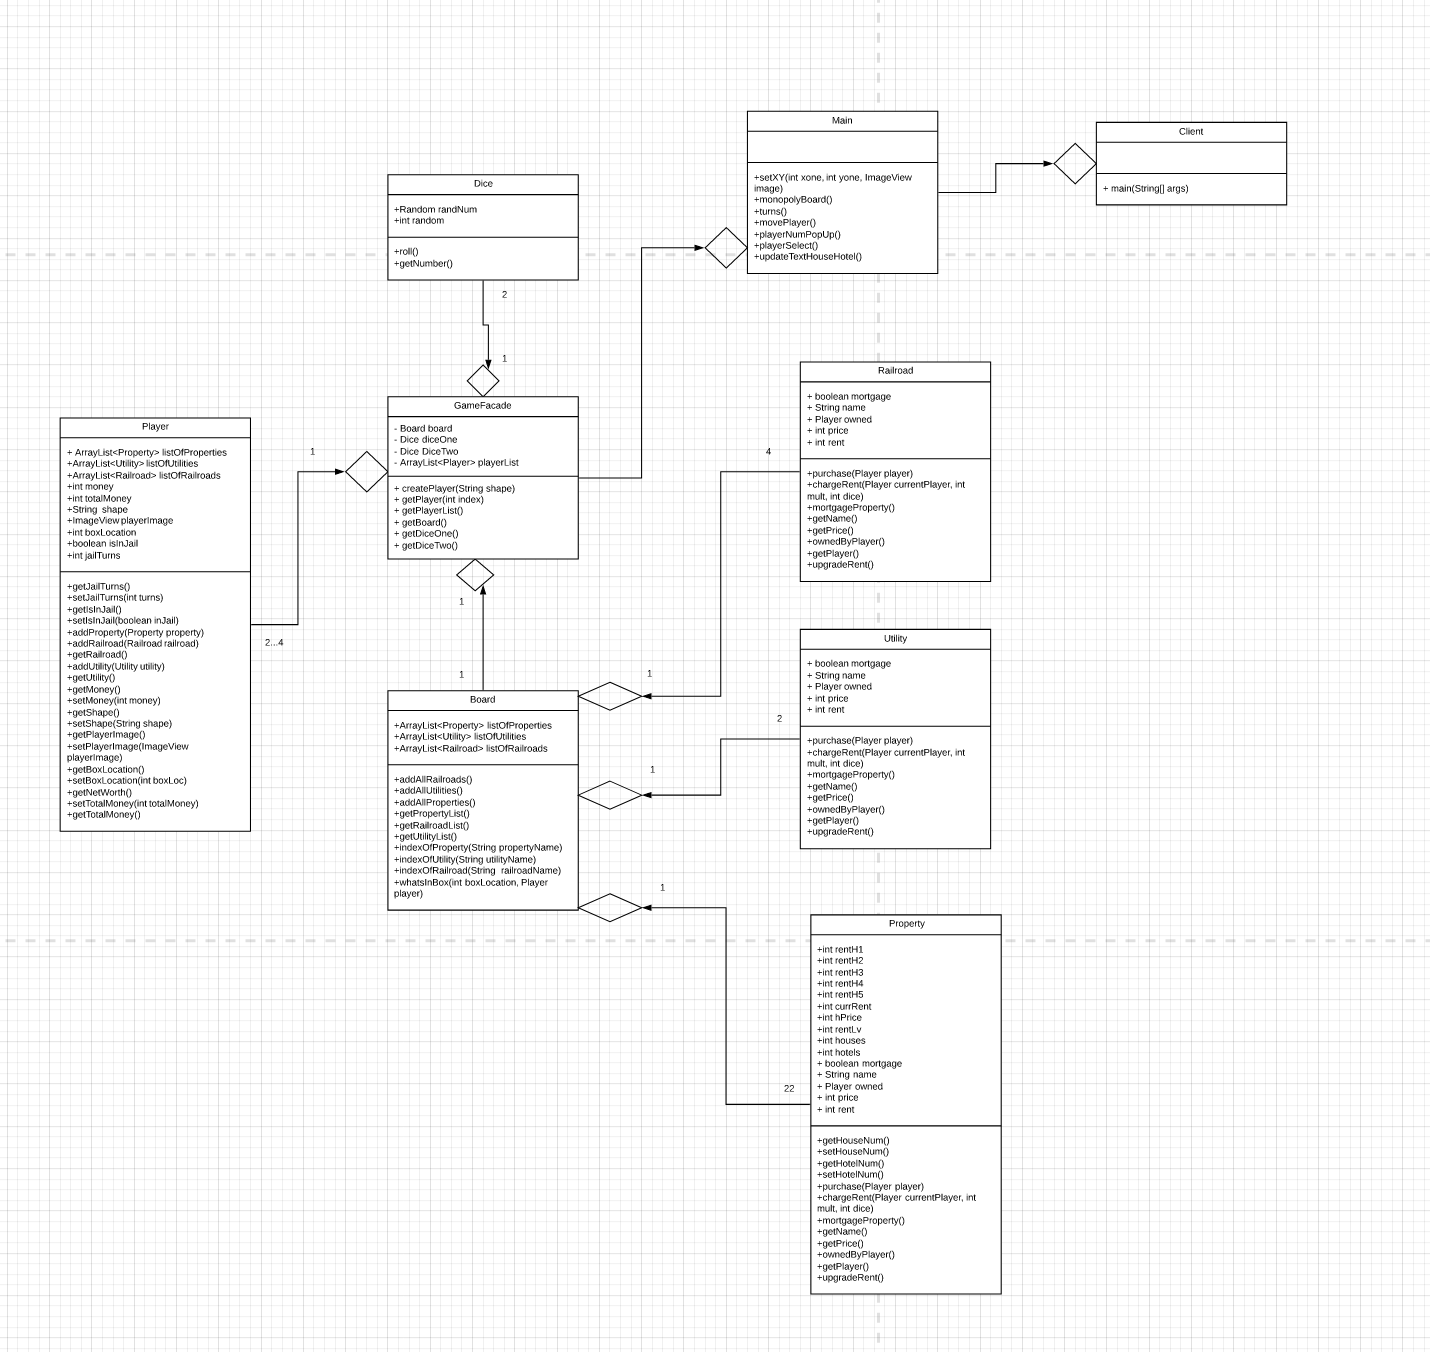 Main
+setXY(int xone, int yone, ImageView
image)
+monopolyBoard()
+turns()
+movePlayer()
+playerNumPopUp()
+playerSelect()
+updateTextHouseHotel()
Client
+ main(String[] args)
Dice
+Random randNum
+int random
+roll()
+getNumber()
2
1
GameFacade
- Board board
- Dice diceOne
- Dice DiceTwo
- ArrayList<Player> playerList
+ createPlayer(String shape)
+ getPlayer(int index)
+ getPlayerList()
+ getBoard()
+ getDiceOne()
+ getDiceTwo()
Player
+ ArrayList<Property> listOfProperties
+ArrayList<Utility> listOfUtilities
+ArrayList<Railroad> listOfRailroads
+int money
+int totalMoney
+String  shape
+ImageView playerImage
+int boxLocation
+boolean isInJail
+int jailTurns
+getJailTurns()
+setJailTurns(int turns)
+getIsInJail()
+setIsInJail(boolean inJail)
+addProperty(Property property)
+addRailroad(Railroad railroad)
+getRailroad()
+addUtility(Utility utility)
+getUtility()
+getMoney()
+setMoney(int money)
+getShape()
+setShape(String shape)
+getPlayerImage()
+setPlayerImage(ImageView
playerImage)
+getBoxLocation()
+setBoxLocation(int boxLoc)
+getNetWorth()
+setTotalMoney(int totalMoney)
+getTotalMoney()
1
2...4
1
1
Board
+ArrayList<Property> listOfProperties
+ArrayList<Utility> listOfUtilities
+ArrayList<Railroad> listOfRailroads
+addAllRailroads()
+addAllUtilities()
+addAllProperties()
+getPropertyList()
+getRailroadList()
+getUtilityList()
+indexOfProperty(String propertyName)
+indexOfUtility(String utilityName)
+indexOfRailroad(String  railroadName)
+whatsInBox(int boxLocation, Player
player)
Railroad
+ boolean mortgage
+ String name
+ Player owned
+ int price
+ int rent
+purchase(Player player)
+chargeRent(Player currentPlayer, int
mult, int dice)
+mortgageProperty()
+getName()
+getPrice()
+ownedByPlayer()
+getPlayer()
+upgradeRent()
4
1
Utility
+ boolean mortgage
+ String name
+ Player owned
+ int price
+ int rent
+purchase(Player player)
+chargeRent(Player currentPlayer, int
mult, int dice)
+mortgageProperty()
+getName()
+getPrice()
+ownedByPlayer()
+getPlayer()
+upgradeRent()
2
1
1
22
Property
+int rentH1
+int rentH2
+int rentH3
+int rentH4
+int rentH5
+int currRent
+int hPrice
+int rentLv
+int houses
+int hotels
+ boolean mortgage
+ String name
+ Player owned
+ int price
+ int rent
+getHouseNum()
+setHouseNum()
+getHotelNum()
+setHotelNum()
+purchase(Player player)
+chargeRent(Player currentPlayer, int
mult, int dice)
+mortgageProperty()
+getName()
+getPrice()
+ownedByPlayer()
+getPlayer()
+upgradeRent()